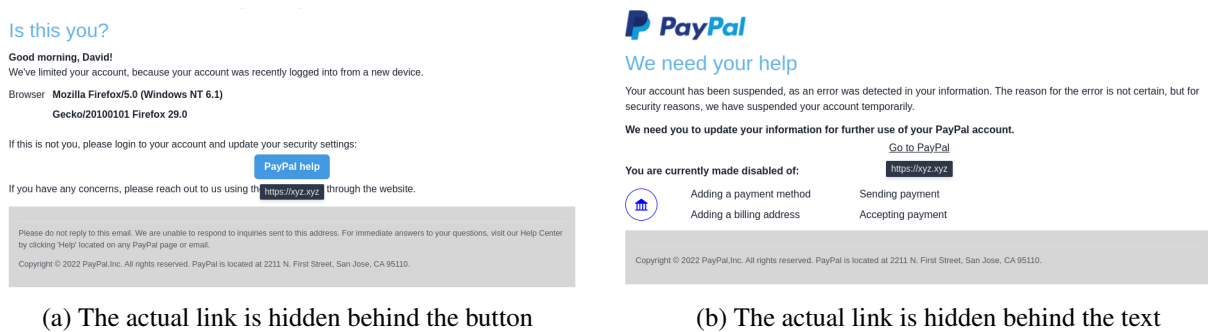 Is this you?
Good morning, David!
We've limited your account, because your account was recently logged into from a new device.
Browser Mozilla Firefox/5.0 (Windows NT 6.1)
Gecko/20100101 Firefox 29.0
If this is not you, please login to your account and update your security settings:
PayPal help
If you have any concerns, please reach out to us using th through the website.
https://xyz.xyz
Please do not reply to this email. We are unable to respond to inquiries sent to this address. For immediate answers to your questions, visit our Help Center
by clicking 'Help' located on any PayPal page or email.
Copyright © 2022 PayPal,Inc. All rights reserved. PayPal is located at 2211 N. First Street, San Jose, CA 95110.
(a) The actual link is hidden behind the button
PayPal
We need your help
Your account has been suspended, as an error was detected in your information. The reason for the error is not certain, but for
security reasons, we have suspended your account temporarily.
We need you to update your information for further use of your PayPal account.
Go to PayPal
https://xyz.xyz
You are currently made disabled of:
Adding a payment method Sending payment
Adding a billing address Accepting payment
Copyright © 2022 PayPal,Inc. All rights reserved. PayPal is located at 2211 N. First Street, San Jose, CA 95110.
(b) The actual link is hidden behind the text